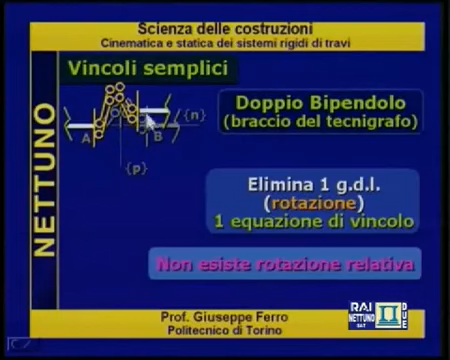 Scienza delle costruzioni
Cinematica e statica dei sistemi rigidi di travi
Vincoli semplici
NETTUNO
A
B
{n}
{p}
Doppio Bipendolo
(braccio del tecnigrafo)
Elimina 1 g.d.l.
(rotazione)
1 equazione di vincolo
Non esiste rotazione relativa
Prof. Giuseppe Ferro
Politecnico di Torino
RAI
NETTUNO
SAT
DUE